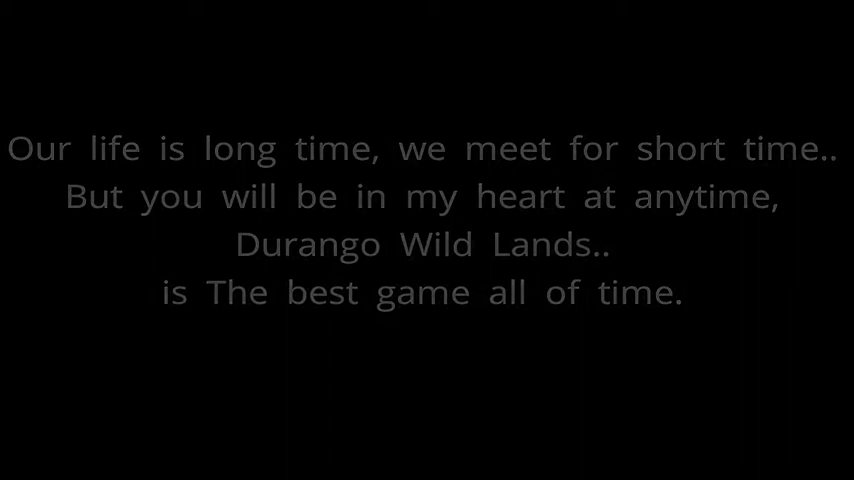 Our life is long time, we meet for short time..
But you will be in my heart at anytime,
Durango Wild Lands..
is The best game all of time.